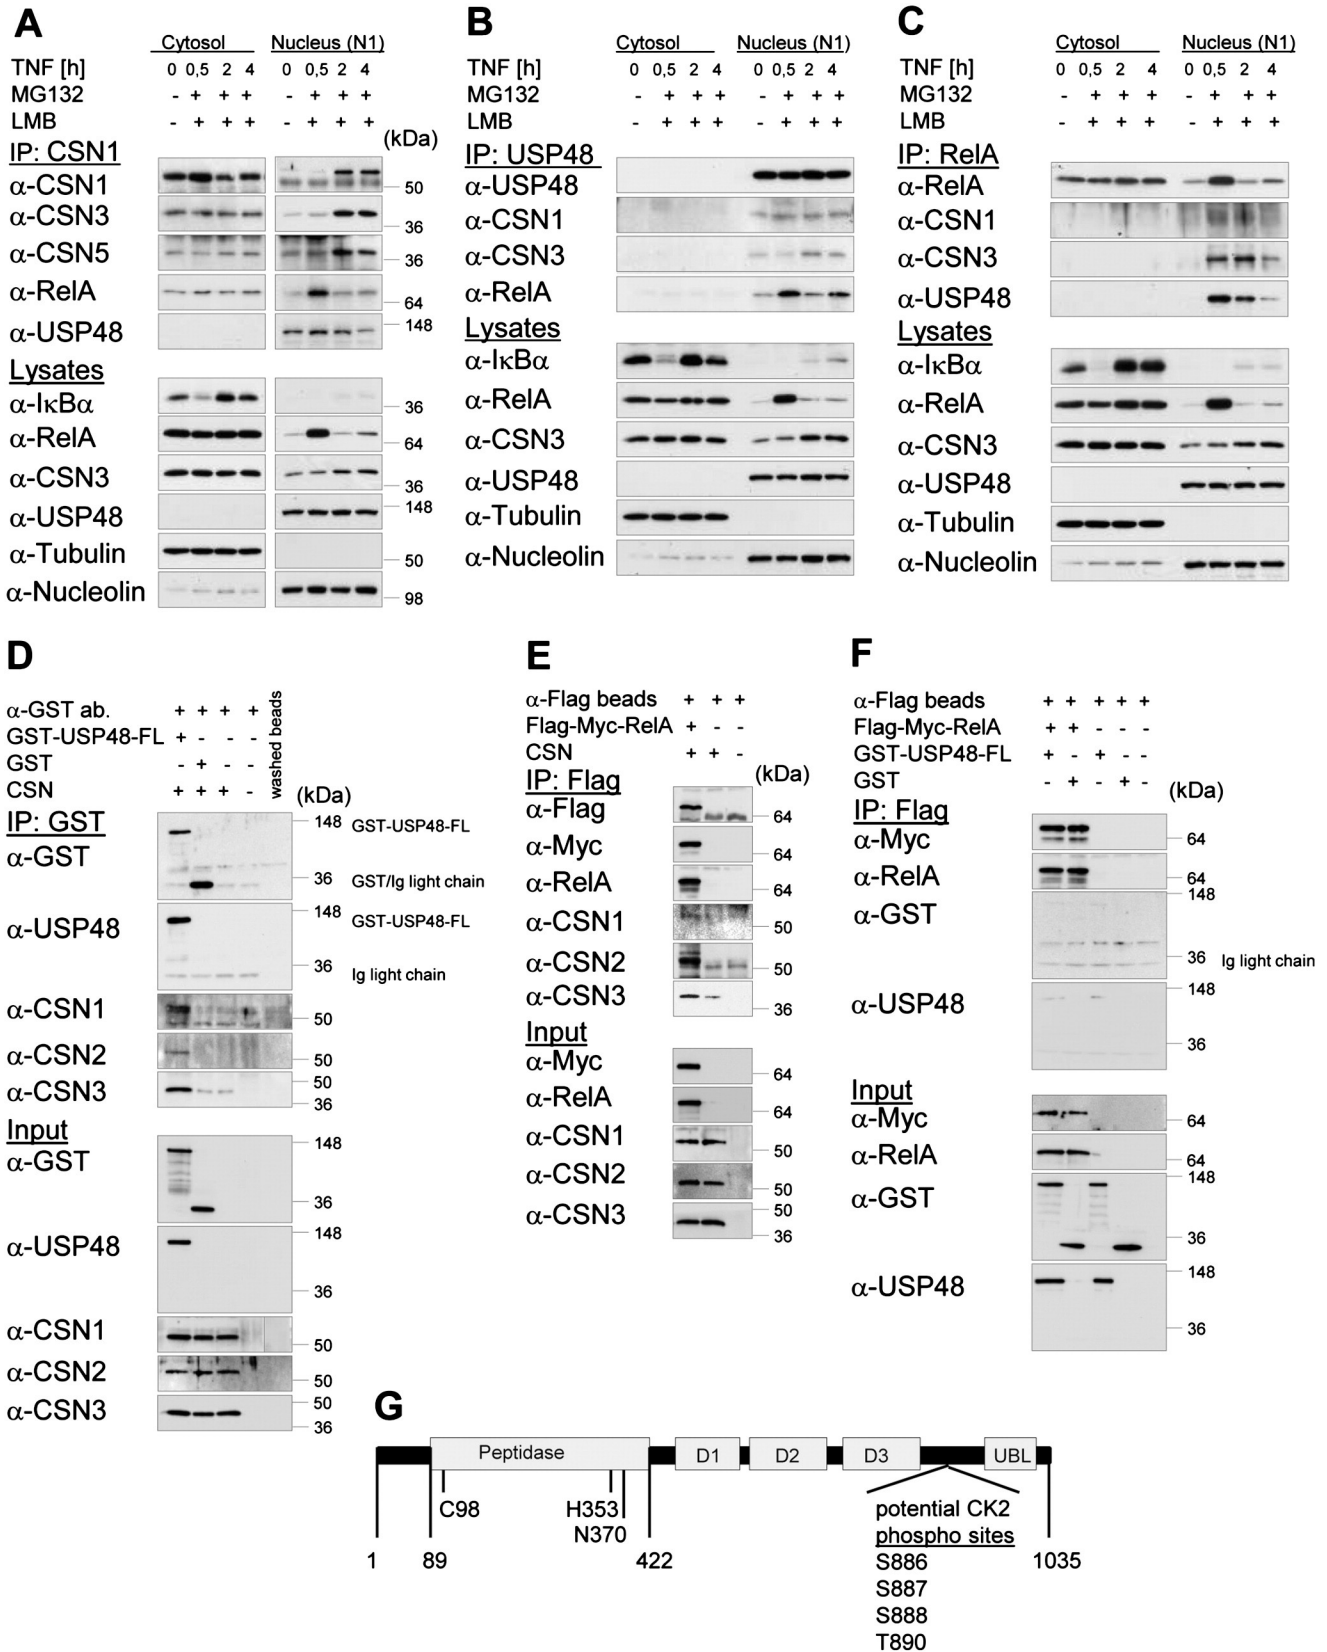 A
Cytosol Nucleus (N1)
TNF [h] 0 0,5 2 4 0 0,5 2 4
MG132 - + + + - + + +
LMB - + + + - + + +
(kDa)
IP: CSN1
α-CSN1 50
α-CSN3 36
α-CSN5 36
α-RelA 64
α-USP48 148
Lysates
α-IκBα 36
α-RelA 64
α-CSN3 36
α-USP48 148
α-Tubulin 50
α-Nucleolin 98
B
Cytosol Nucleus (N1)
TNF [h] 0 0,5 2 4 0 0,5 2 4
MG132 - + + + - + + +
LMB - + + + - + + +
IP: USP48
α-USP48
α-CSN1
α-CSN3
α-RelA
Lysates
α-IκBα
α-RelA
α-CSN3
α-USP48
α-Tubulin
α-Nucleolin
C
Cytosol Nucleus (N1)
TNF [h] 0 0,5 2 4 0 0,5 2 4
MG132 - + + + - + + +
LMB - + + + - + + +
IP: RelA
α-RelA
α-CSN1
α-CSN3
α-USP48
Lysates
α-IκBα
α-RelA
α-CSN3
α-USP48
α-Tubulin
α-Nucleolin
D
α-GST ab. + + + +
GST-USP48-FL + - - -
GST - + - -
CSN + + + -
washed beads
(kDa)
IP: GST
148 GST-USP48-FL
α-GST
36 GST/Ig light chain
148 GST-USP48-FL
α-USP48
36 Ig light chain
α-CSN1 50
α-CSN2 50
α-CSN3 50
36
Input
α-GST 148
36
α-USP48 148
36
α-CSN1 50
α-CSN2 50
α-CSN3 50
36
E
α-Flag beads + + +
Flag-Myc-RelA + - -
CSN + + -
(kDa)
IP: Flag
α-Flag 64
α-Myc 64
α-RelA 64
α-CSN1 50
α-CSN2 50
α-CSN3 36
Input
α-Myc 64
α-RelA 64
α-CSN1 50
α-CSN2 50
α-CSN3 50
36
F
α-Flag beads + + + + +
Flag-Myc-RelA + + - - -
GST-USP48-FL + - + - -
GST - + - + -
(kDa)
IP: Flag
α-Myc 64
α-RelA 64
α-GST 148
36 Ig light chain
α-USP48 148
36
Input
α-Myc 64
α-RelA 64
α-GST 148
36
α-USP48 148
36
G
Peptidase D1 D2 D3 UBL
C98 H353
N370
potential CK2
phospho sites
1 89 422 1035
S886
S887
S888
T890